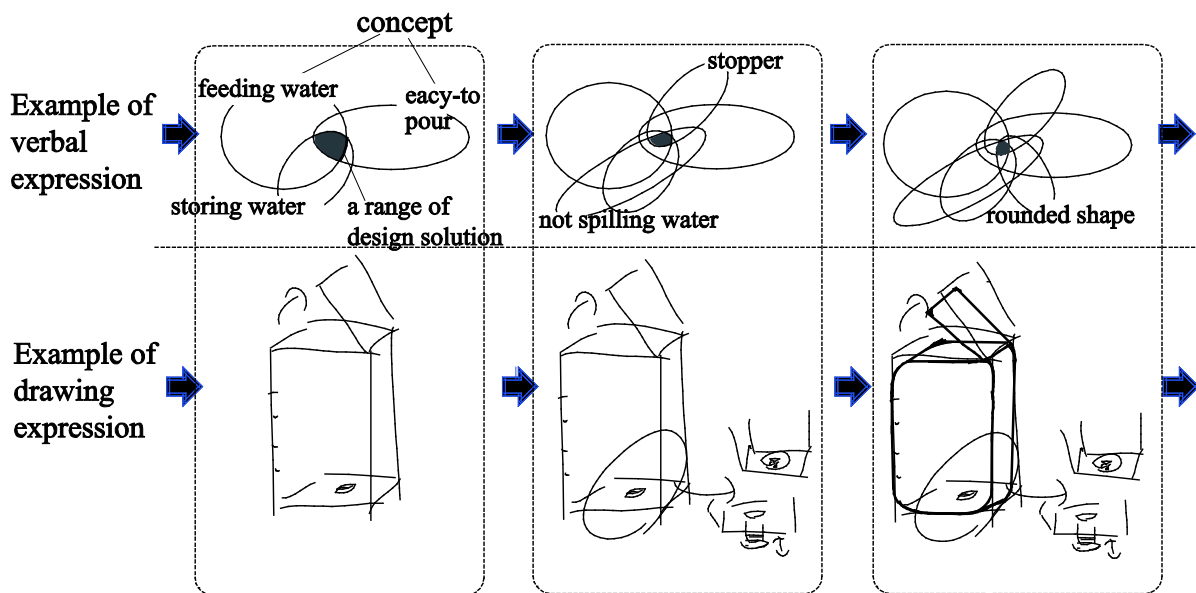 concept
Example of
verbal
expression
feeding water
eacy-to
pour
storing water
a range of
design solution
stopper
not spilling water
rounded shape
Example of
drawing
expression